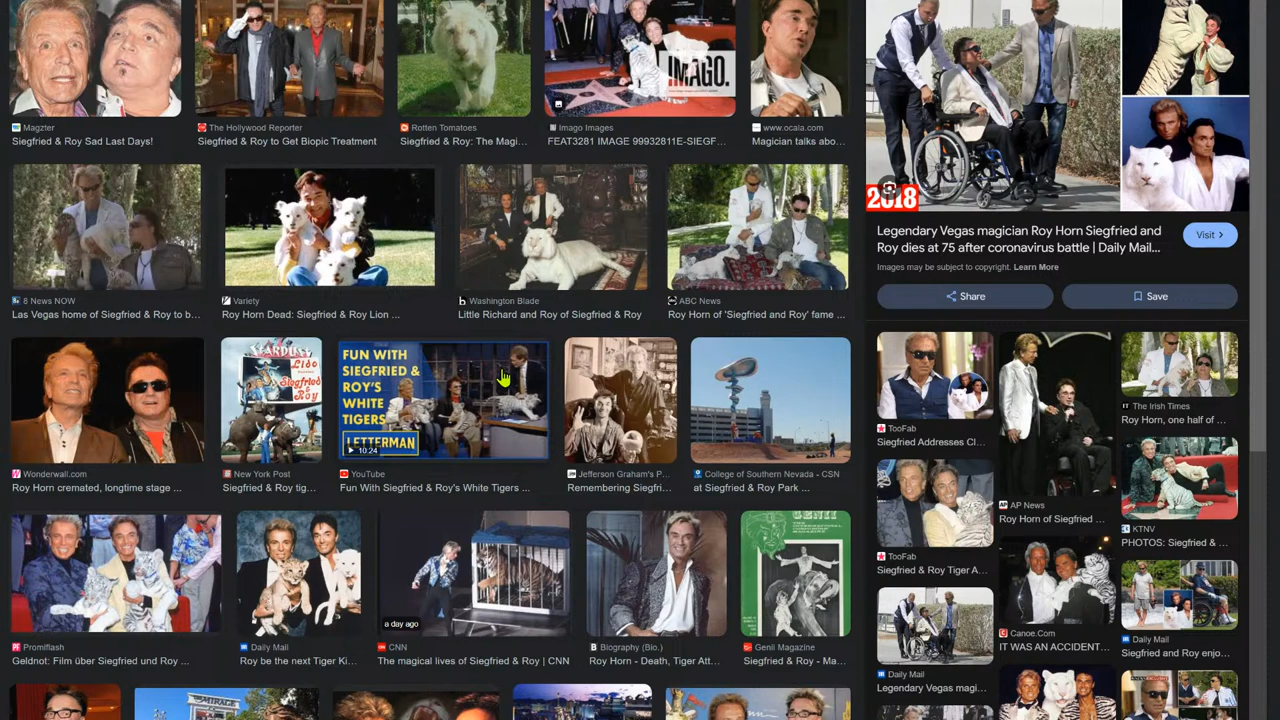 IMAGO.
Magzter
Siegfried & Roy Sad Last Days!
The Hollywood Reporter
Siegfried & Roy to Get Biopic Treatment
Rotten Tomatoes
Siegfried & Roy: The Magi...
Imago Images
FEAT3281 IMAGE 99932811E-SIEGF...
www.ocala.com
Magician talks abo...
8 News NOW
Las Vegas home of Siegfried & Roy to b...
Variety
Roy Horn Dead: Siegfried & Roy Lion ...
Washington Blade
Little Richard and Roy of Siegfried & Roy
ABC News
Roy Horn of 'Siegfried and Roy' fame ...
STARDUST
Lido
Siegfried
& Roy
FUN WITH
SIEGFRIED &
ROY'S
WHITE
TIGERS
LETTERMAN
10:24
Wonderwall.com
Roy Horn cremated, longtime stage ...
New York Post
Siegfried & Roy tig...
YouTube
Fun With Siegfried & Roy's White Tigers ...
Jefferson Graham's P...
Remembering Siegfri...
College of Southern Nevada - CSN
at Siegfried & Roy Park ...
GENII
a day ago
Promiflash
Geldnot: Film über Siegfried und Roy ...
Daily Mail
Roy be the next Tiger Ki...
CNN
The magical lives of Siegfried & Roy | CNN
Biography (Bio.)
Roy Horn - Death, Tiger Att...
Genii Magazine
Siegfried & Roy - Ma...
MIRAGE
2018
Legendary Vegas magician Roy Horn Siegfried and
Roy dies at 75 after coronavirus battle | Daily Mail...
Visit >
Images may be subject to copyright. Learn More
Share
Save
TooFab
Siegfried Addresses Cl...
AP News
Roy Horn of Siegfried ...
The Irish Times
Roy Horn, one half of ...
KTNV
PHOTOS: Siegfried & ...
TooFab
Siegfried & Roy Tiger A...
Canoe.Com
IT WAS AN ACCIDENT...
Daily Mail
Siegfried and Roy enjo...
Daily Mail
Legendary Vegas magi...